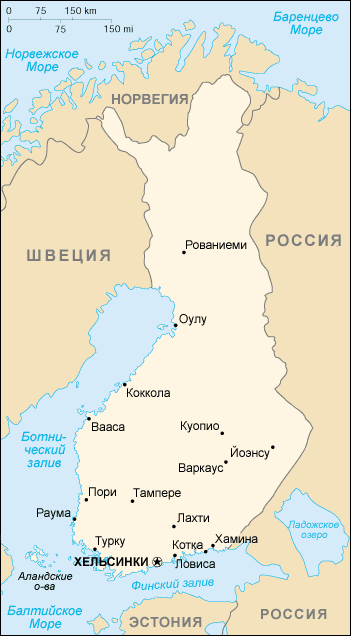 0 75 150 km
0 75 150 mi
Баренцево
Море
Норвежское
Море
НОРВЕГИЯ
ШВЕЦИЯ
РОССИЯ
Рованиеми
Оулу
Коккола
Вааса
Куопио
Ботни-
ческий
залив
Йоэнсу
Варкаус
Пори
Тампере
Раума
Лахти
Ладожское
озеро
Турку
Котка
Хамина
ХЕЛЬСИНКИ
Ловиса
Аландские
о-ва
Финский залив
Балтийское
Море
ЭСТОНИЯ
РОССИЯ